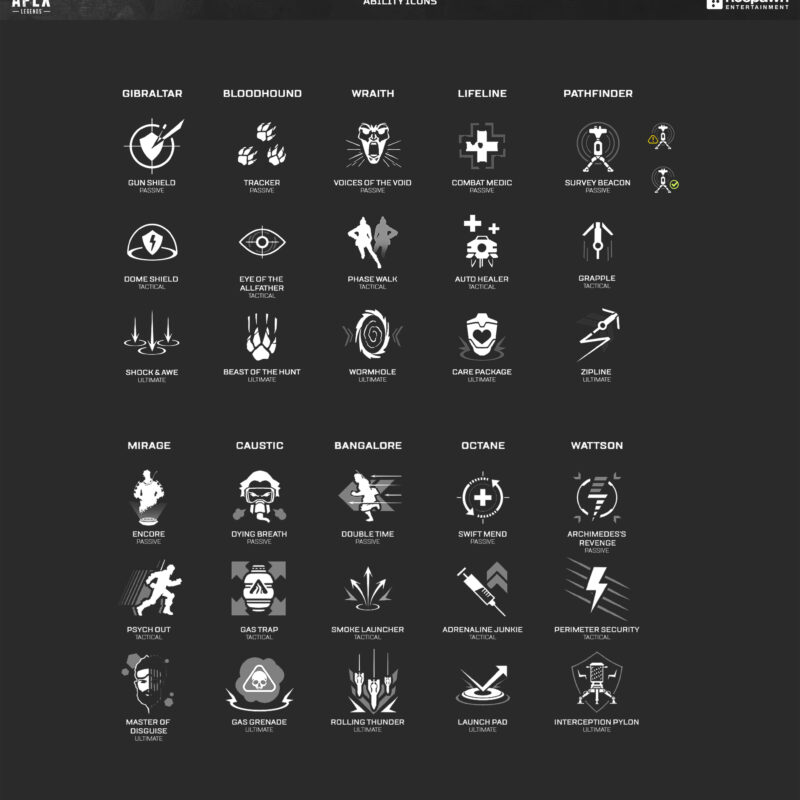 APEX
LEGENDS
ABILITY ICONS
Respawn
ENTERTAINMENT
GIBRALTAR
BLOODHOUND
WRAITH
LIFELINE
PATHFINDER
GUN SHIELD
PASSIVE
TRACKER
PASSIVE
VOICES OF THE VOID
PASSIVE
COMBAT MEDIC
PASSIVE
SURVEY BEACON
PASSIVE
DOME SHIELD
TACTICAL
EYE OF THE
ALLFATHER
TACTICAL
PHASE WALK
TACTICAL
AUTO HEALER
TACTICAL
GRAPPLE
TACTICAL
SHOCK & AWE
ULTIMATE
BEAST OF THE HUNT
ULTIMATE
WORMHOLE
ULTIMATE
CARE PACKAGE
ULTIMATE
ZIPLINE
ULTIMATE
MIRAGE
CAUSTIC
BANGALORE
OCTANE
WATTSON
ENCORE
PASSIVE
DYING BREATH
PASSIVE
DOUBLE TIME
PASSIVE
SWIFT MEND
PASSIVE
ARCHIMEDES'S
REVENGE
PASSIVE
PSYCH OUT
TACTICAL
GAS TRAP
TACTICAL
SMOKE LAUNCHER
TACTICAL
ADRENALINE JUNKIE
TACTICAL
PERIMETER SECURITY
TACTICAL
MASTER OF
DISGUISE
ULTIMATE
GAS GRENADE
ULTIMATE
ROLLING THUNDER
ULTIMATE
LAUNCH PAD
ULTIMATE
INTERCEPTION PYLON
ULTIMATE